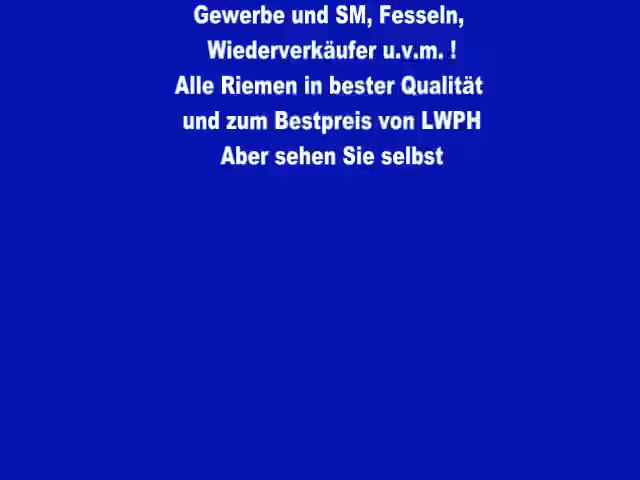 Gewerbe und SM, Fesseln,
Wiederverkäufer u.v.m. !
Alle Riemen in bester Qualität
und zum Bestpreis von LWPH
Aber sehen Sie selbst